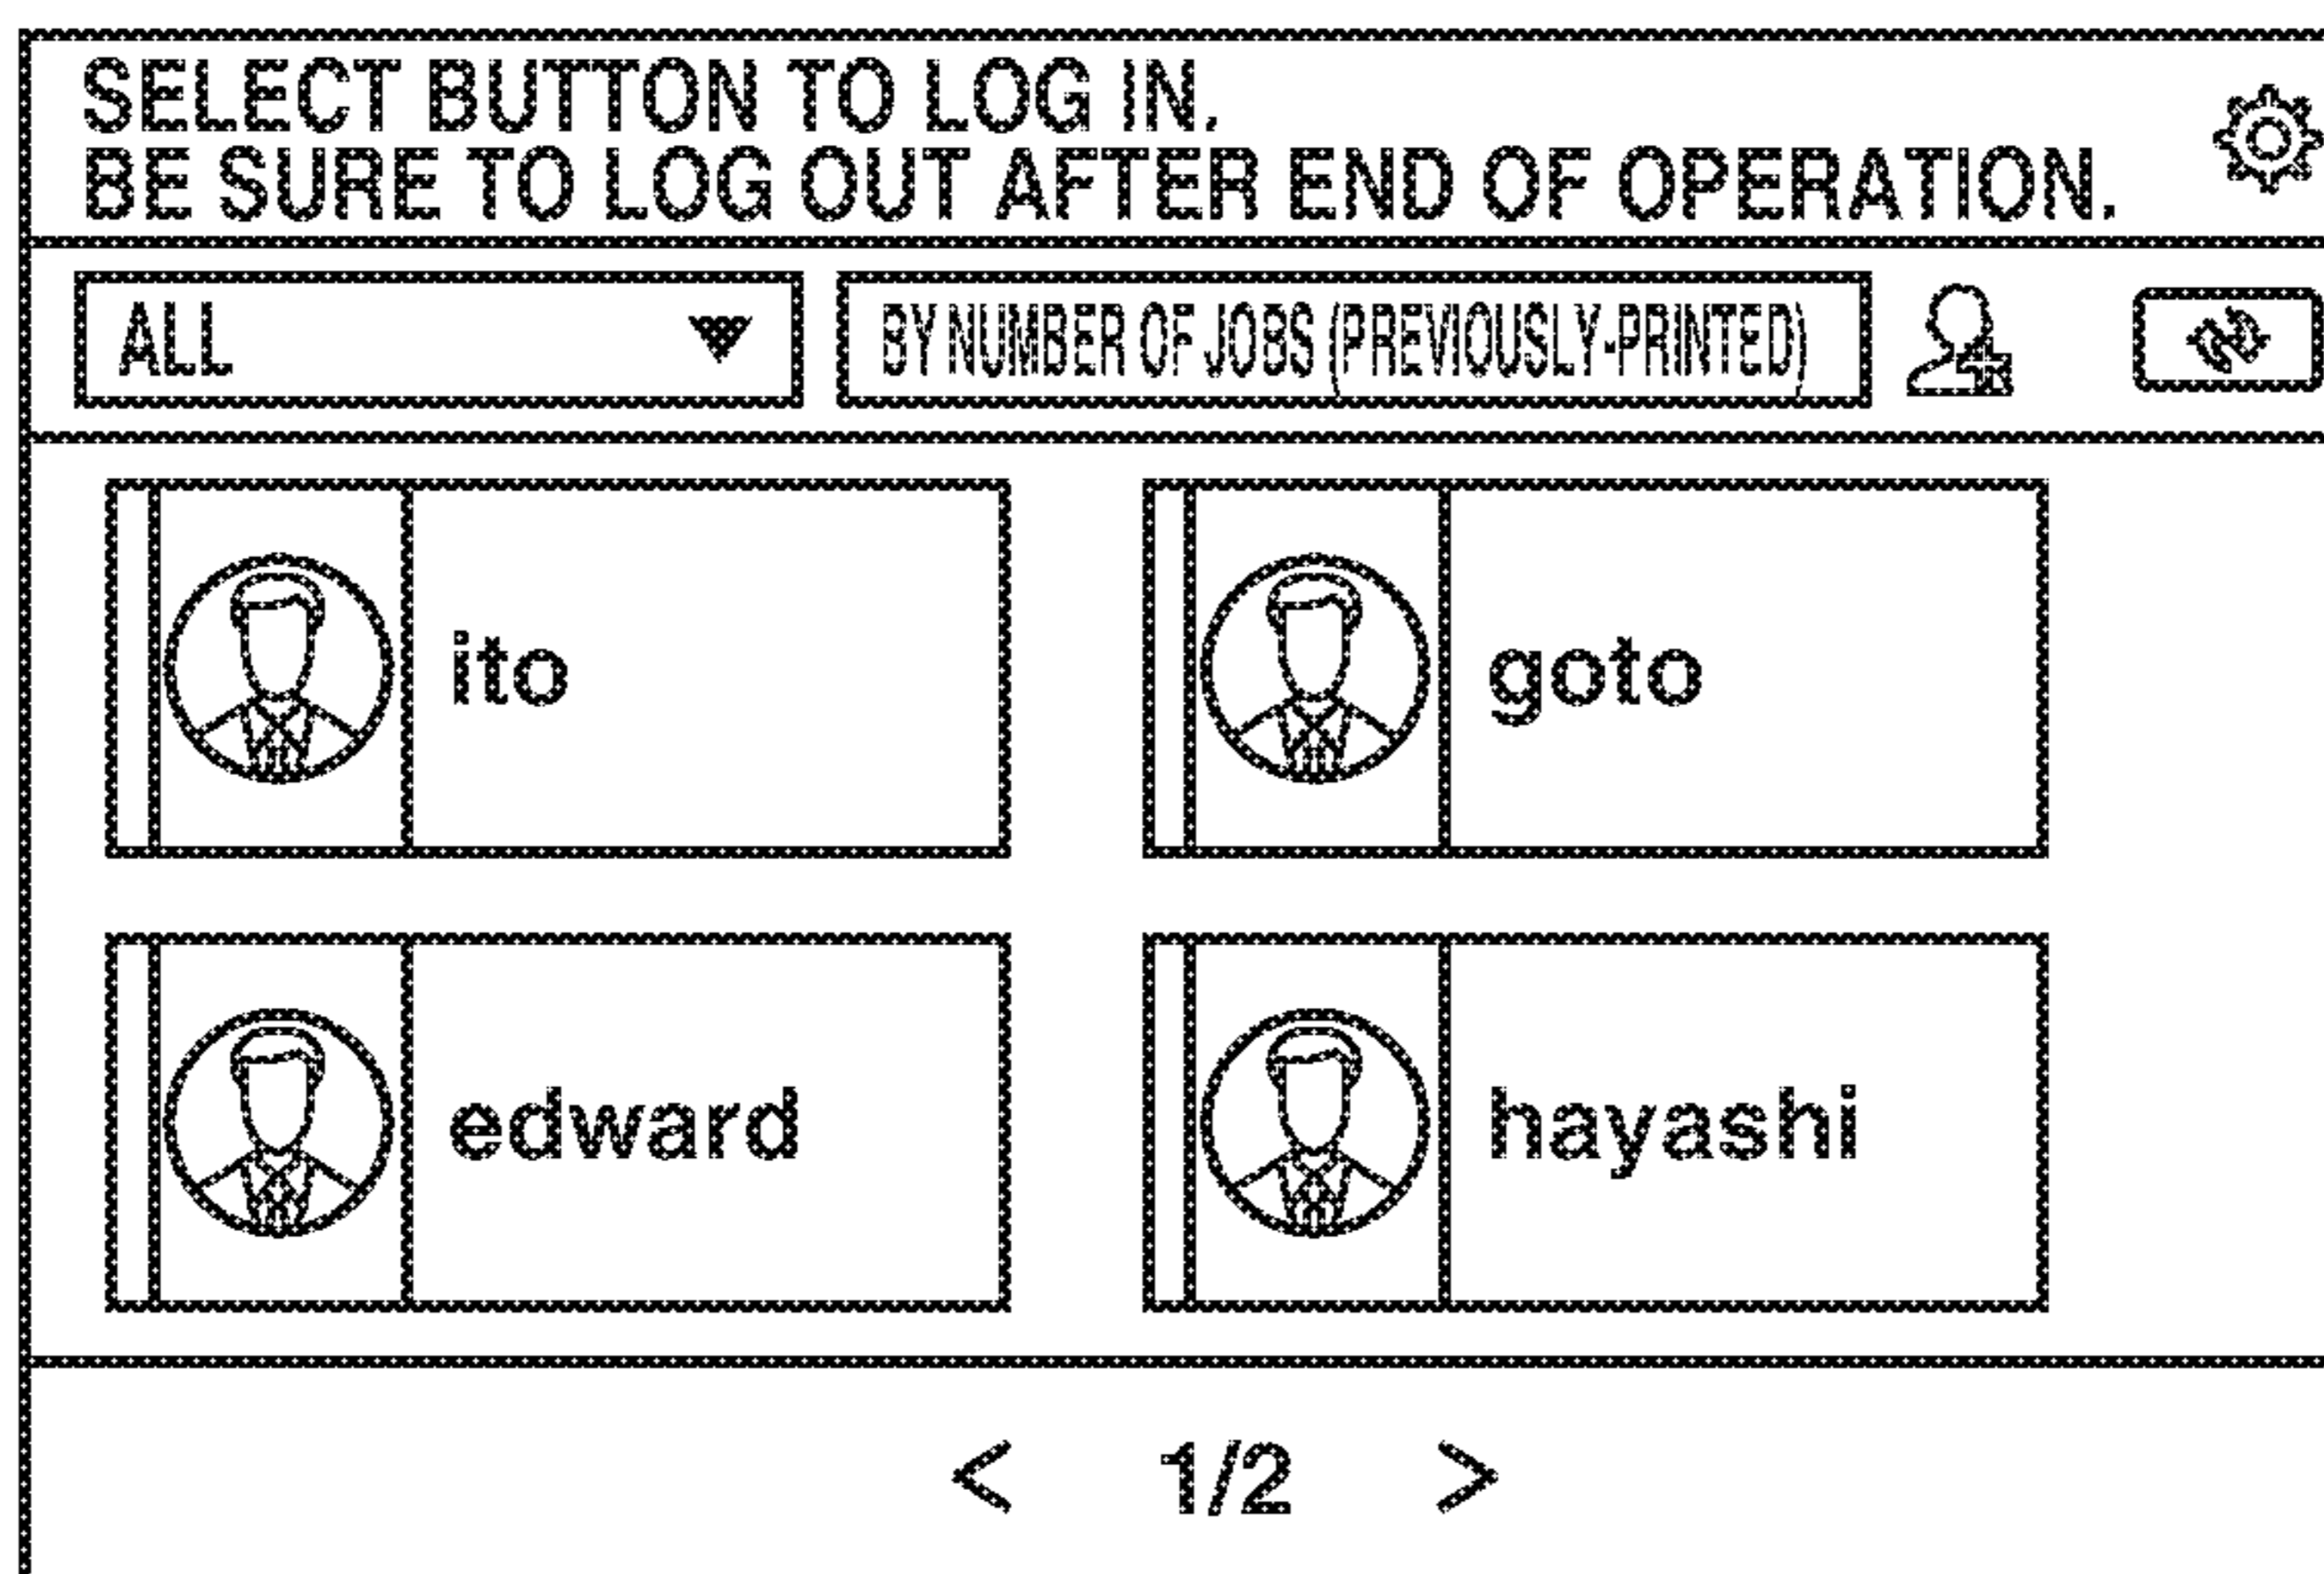 SELECT BUTTON TO LOG IN.
BE SURE TO LOG OUT AFTER END OF OPERATION.
ALL
BY NUMBER OF JOBS (PREVIOUSLY-PRINTED)
ito
goto
edward
hayashi
< 1/2 >